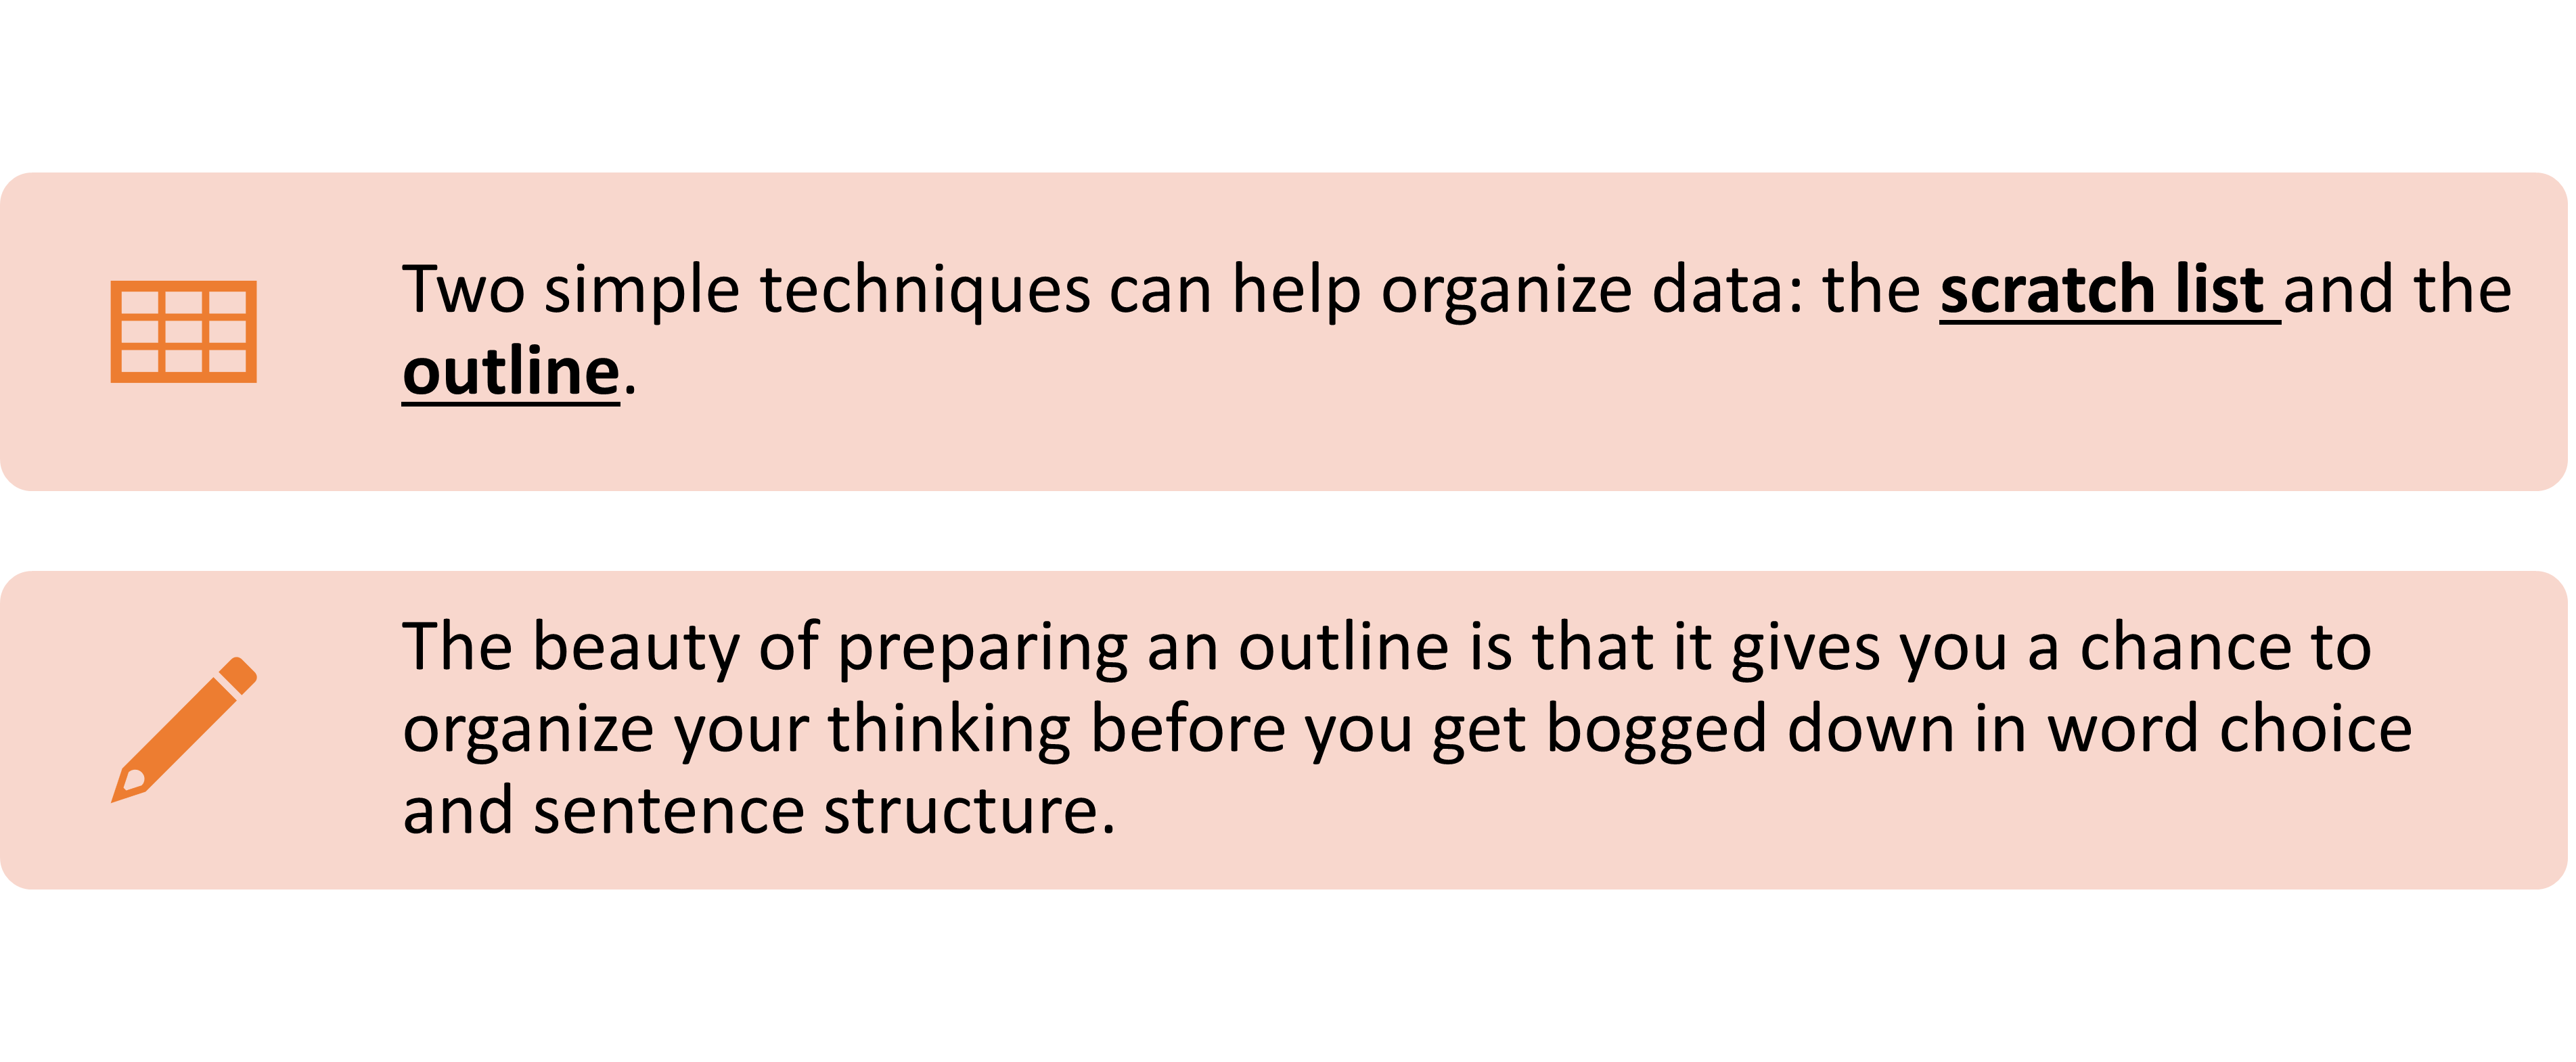 Two simple techniques can help organize data: the scratch list and the
outline.
The beauty of preparing an outline is that it gives you a chance to
organize your thinking before you get bogged down in word choice
and sentence structure.